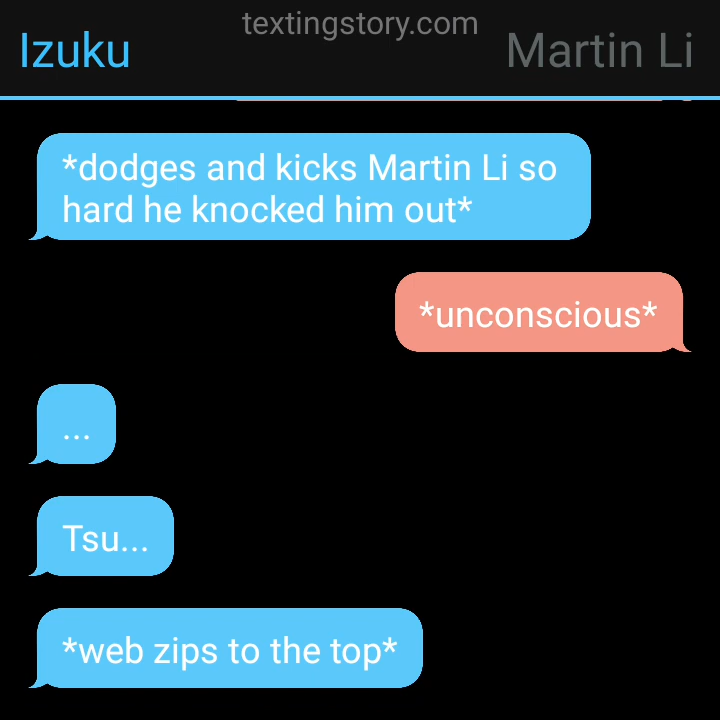 textingstory.com
Izuku
Martin Li
*dodges and kicks Martin Li so
hard he knocked him out*
*unconscious*
...
Tsu...
*web zips to the top*